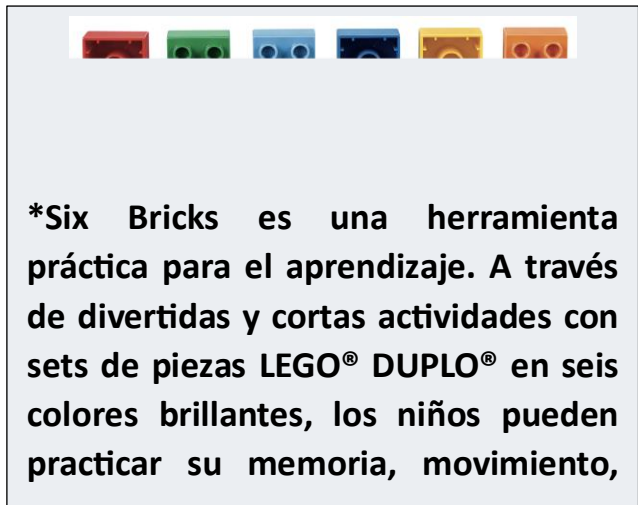 *Six Bricks es una herramienta
práctica para el aprendizaje. A través
de divertidas y cortas actividades con
sets de piezas LEGO® DUPLO® en seis
colores brillantes, los niños pueden
practicar su memoria, movimiento,